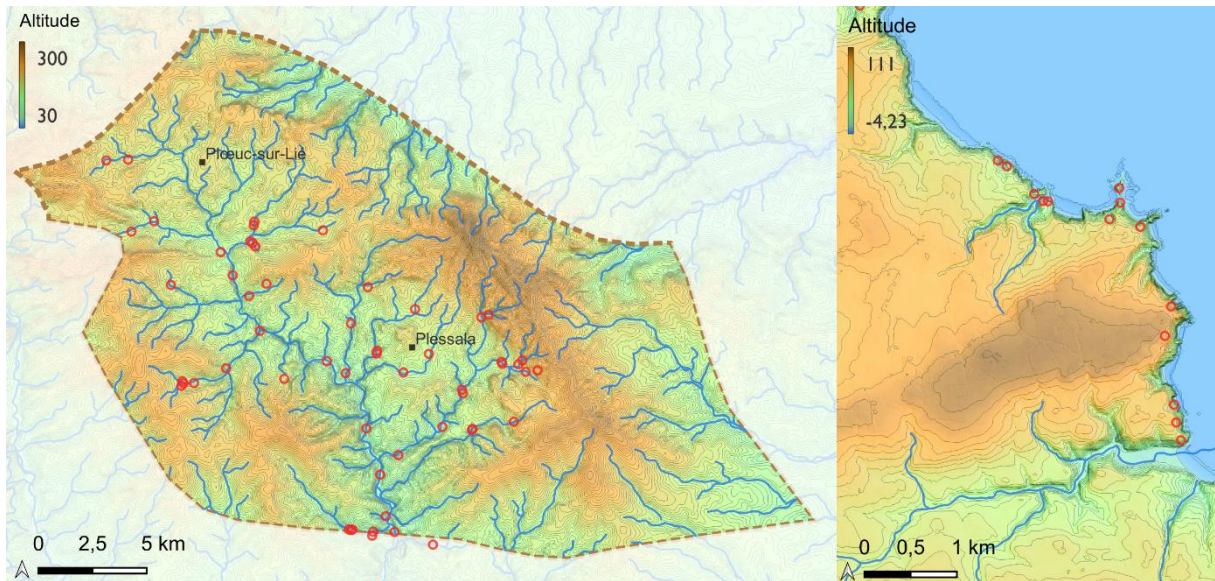 Altitude
300
30
Plœuc-sur-Lié
Plessala
0 2,5 5 km
Altitude
111
-4,23
0 0,5 1 km